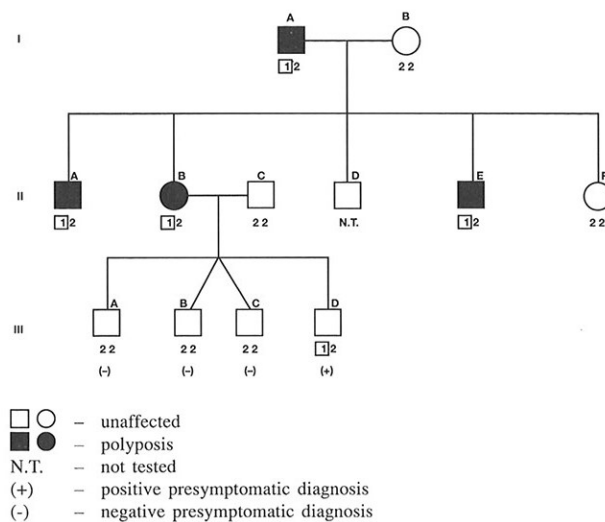 A B
I
1 2 2 2
A B C D E F
II
1 2 1 2 2 2 N.T. 1 2 2 2
A B C D
III
2 2 2 2 2 2 1 2
(-) (-) (-) (+)
– unaffected
– polyposis
N.T. – not tested
(+) – positive presymptomatic diagnosis
(-) – negative presymptomatic diagnosis